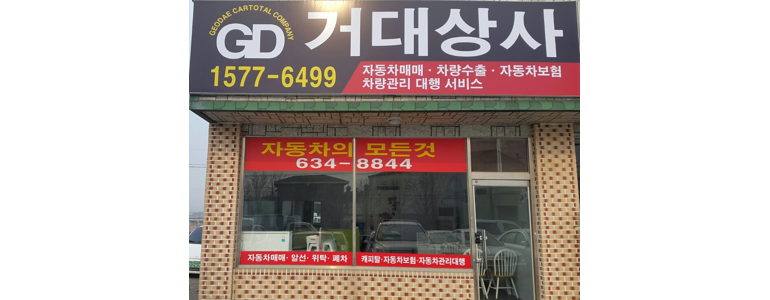 GEODAE CARTOTAL COMPANY
GD
거대상사
1577-6499
자동차매매 · 차량수출 · 자동차보험
차량관리 대행 서비스
자동차의 모든것
634-8844
자동차매매 · 알선 · 위탁 · 폐차
캐피탈 · 자동차보험 · 자동차관리대행